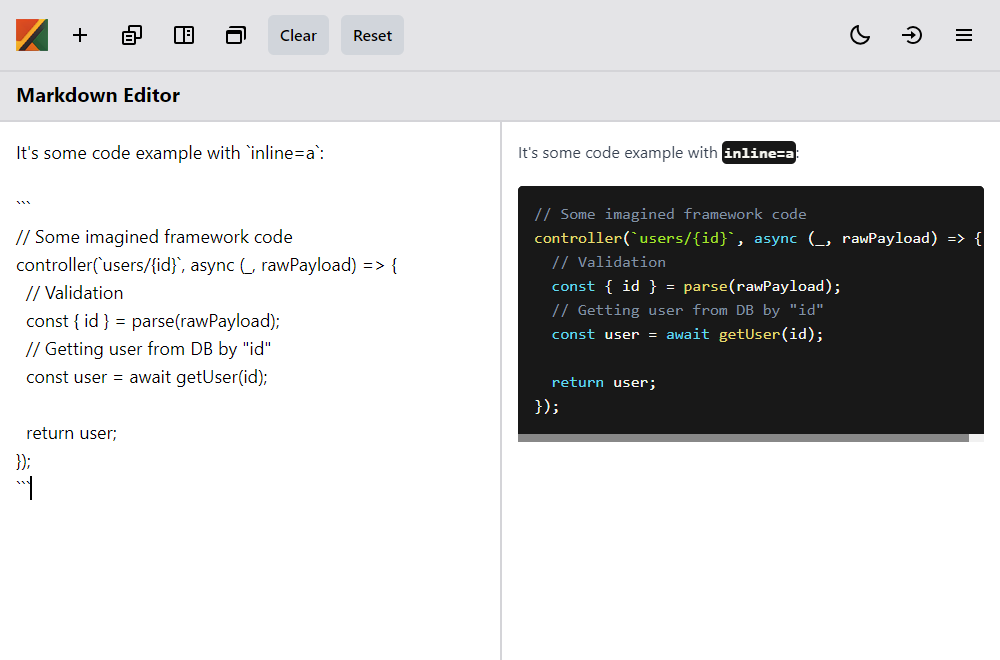 Clear Reset
Markdown Editor
It's some code example with `inline=a`:

```
// Some imagined framework code
controller(`users/{id}`, async (_, rawPayload) => {
  // Validation
  const { id } = parse(rawPayload);
  // Getting user from DB by "id"
  const user = await getUser(id);

  return user;
});
```
It's some code example with inline=a:
// Some imagined framework code
controller(`users/{id}`, async (_, rawPayload) => {
  // Validation
  const { id } = parse(rawPayload);
  // Getting user from DB by "id"
  const user = await getUser(id);

  return user;
});